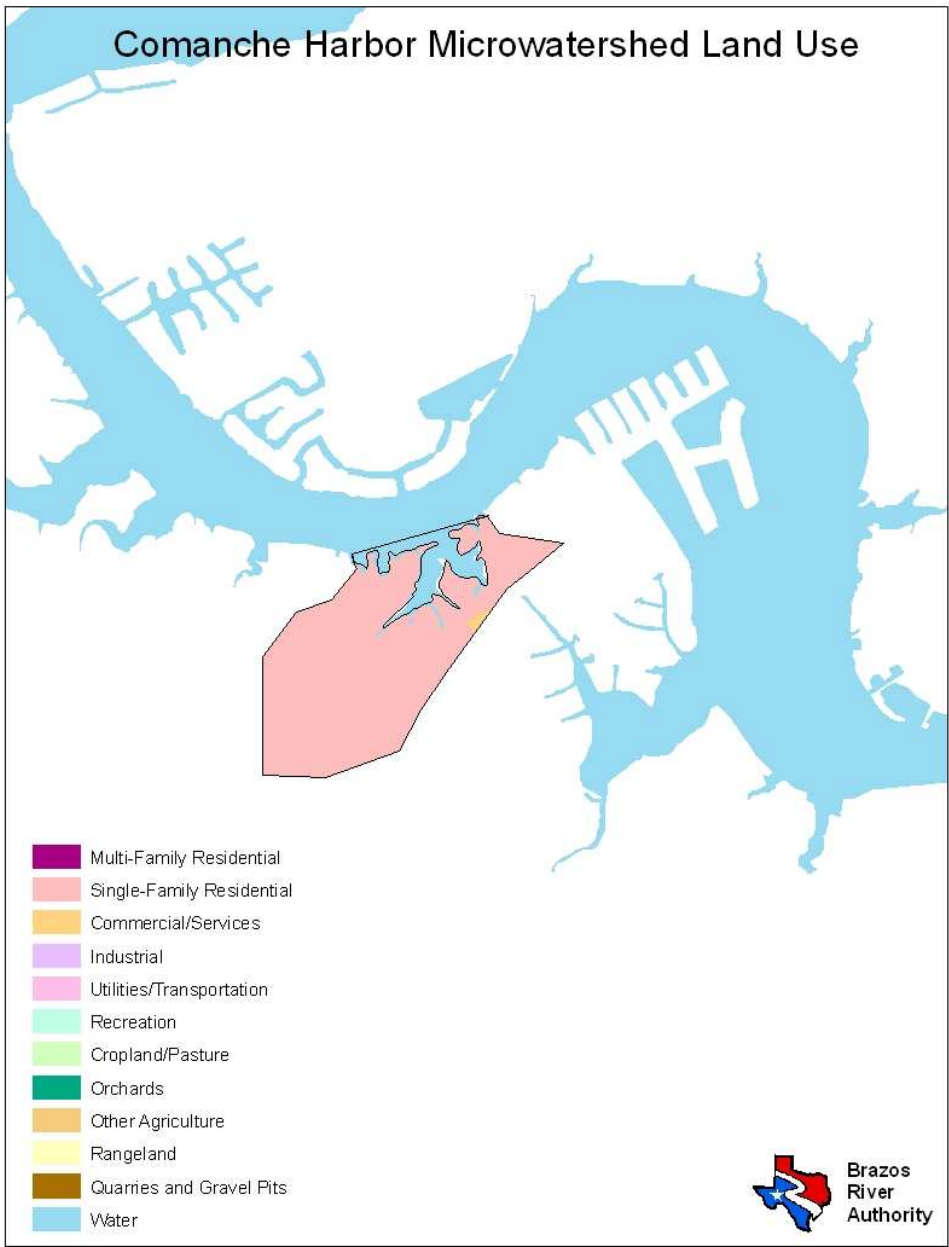 Comanche Harbor Microwatershed Land Use
Multi-Family Residential
Single-Family Residential
Commercial/Services
Industrial
Utilities/Transportation
Recreation
Cropland/Pasture
Orchards
Other Agriculture
Rangeland
Quarries and Gravel Pits
Water
Brazos
River
Authority